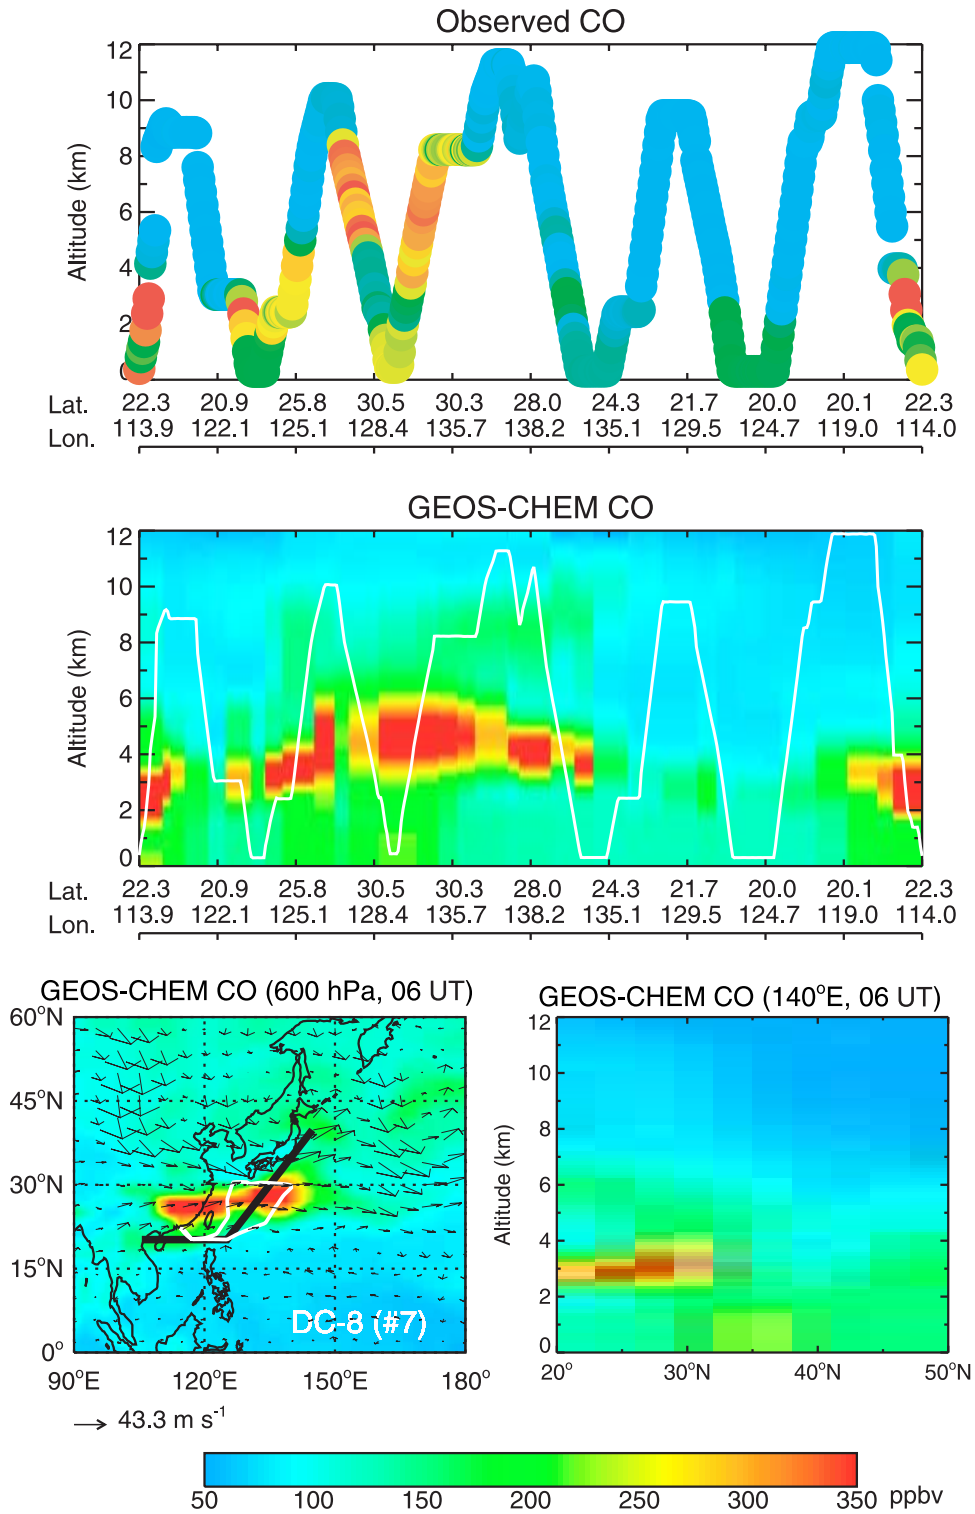 Observed CO
12
10
8
6
4
2
0
Altitude (km)
Lat. 22.3 20.9 25.8 30.5 30.3 28.0 24.3 21.7 20.0 20.1 22.3
Lon. 113.9 122.1 125.1 128.4 135.7 138.2 135.1 129.5 124.7 119.0 114.0
GEOS-CHEM CO
12
10
8
6
4
2
0
Altitude (km)
Lat. 22.3 20.9 25.8 30.5 30.3 28.0 24.3 21.7 20.0 20.1 22.3
Lon. 113.9 122.1 125.1 128.4 135.7 138.2 135.1 129.5 124.7 119.0 114.0
GEOS-CHEM CO (600 hPa, 06 UT)
60°N
45°N
30°N
15°N
0°
DC-8 (#7)
90°E 120°E 150°E 180°
43.3 m s⁻¹
GEOS-CHEM CO (140°E, 06 UT)
12
10
8
6
4
2
0
Altitude (km)
20° 30°N 40°N 50°N
50 100 150 200 250 300 350 ppbv